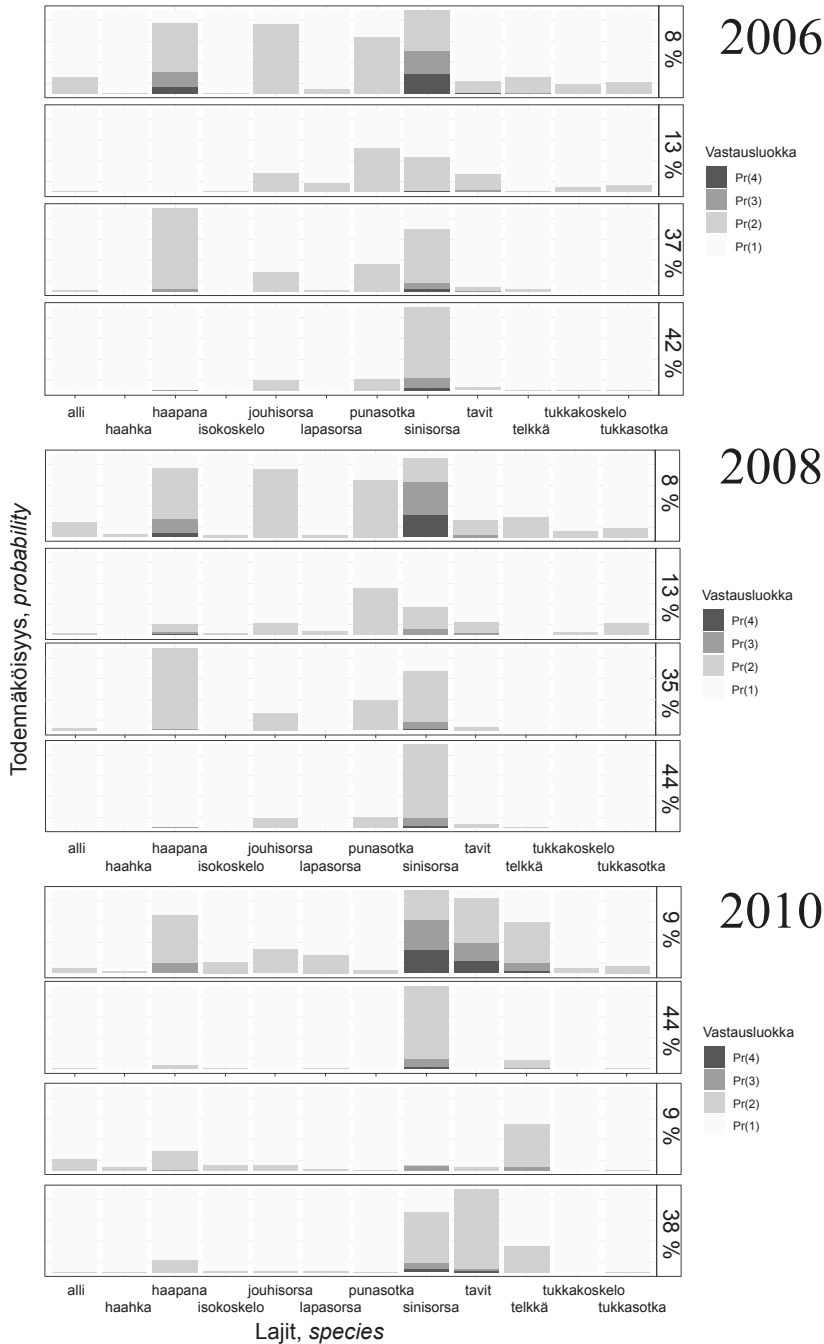 2006
8 %
13 %
37 %
42 %
Vastausluokka
Pr(4)
Pr(3)
Pr(2)
Pr(1)
alli haapana jouhisorsa punasotka tavit tukkakoskelo
haahka isokoskelo lapasorsa sinisorsa telkkä tukkasotka
2008
8 %
13 %
35 %
44 %
Vastausluokka
Pr(4)
Pr(3)
Pr(2)
Pr(1)
Todennäköisyys, probability
alli haapana jouhisorsa punasotka tavit tukkakoskelo
haahka isokoskelo lapasorsa sinisorsa telkkä tukkasotka
2010
9 %
44 %
9 %
38 %
Vastausluokka
Pr(4)
Pr(3)
Pr(2)
Pr(1)
alli haapana jouhisorsa punasotka tavit tukkakoskelo
haahka isokoskelo lapasorsa sinisorsa telkkä tukkasotka
Lajit, species